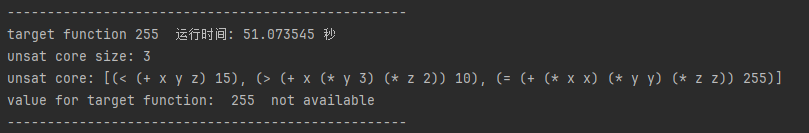 --------------------------------------------------
target function 255  运行时间: 51.073545 秒
unsat core size: 3
unsat core: [(< (+ x y z) 15), (> (+ x (* y 3) (* z 2)) 10), (= (+ (* x x) (* y y) (* z z)) 255)]
value for target function:  255  not available
--------------------------------------------------